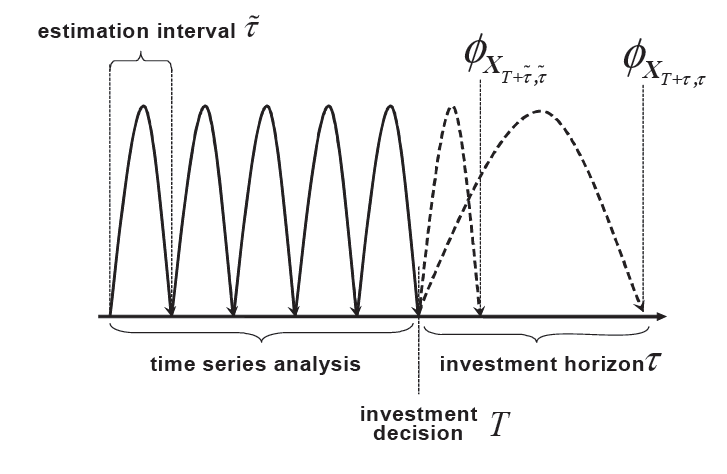 estimation interval τ̃
ϕ_{X_{T+τ̃,τ̃}}
ϕ_{X_{T+τ,τ}}
time series analysis
investment horizon τ
investment
decision T